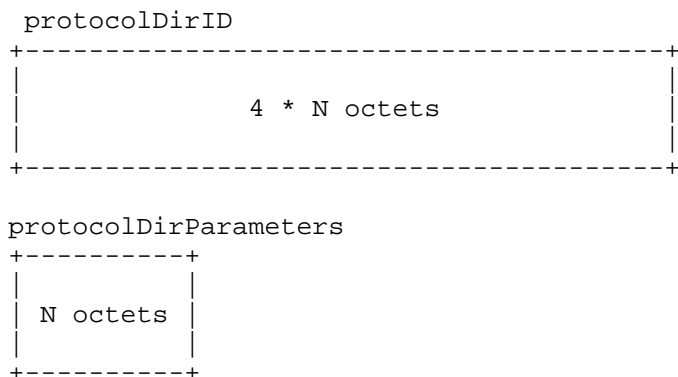 protocolDirID
4 * N octets
protocolDirParameters
N octets